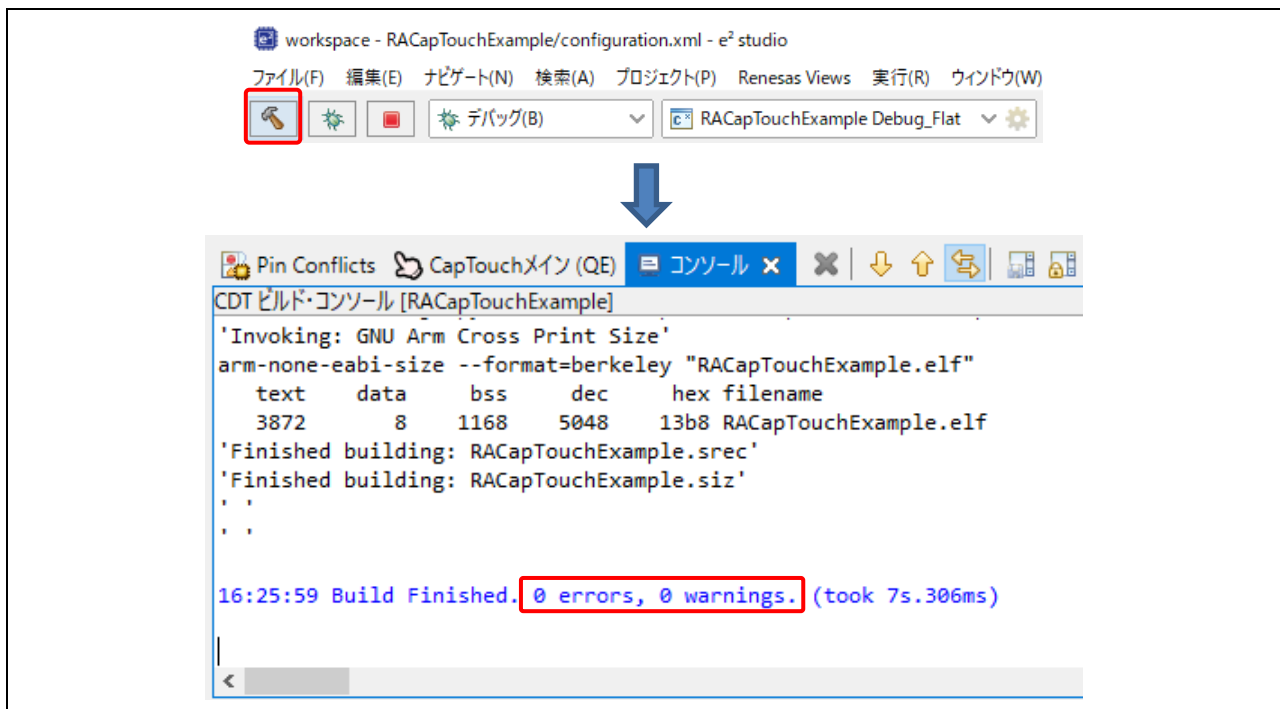 workspace - RACapTouchExample/configuration.xml - e² studio
ファイル(F) 編集(E) ナビゲート(N) 検索(A) プロジェクト(P) Renesas Views 実行(R) ウィンドウ(W)
デバッグ(B) RACapTouchExample Debug_Flat
Pin Conflicts CapTouchメイン (QE) コンソール
CDT ビルド・コンソール [RACapTouchExample]
'Invoking: GNU Arm Cross Print Size'
arm-none-eabi-size --format=berkeley "RACapTouchExample.elf"
text data bss dec hex filename
3872 8 1168 5048 13b8 RACapTouchExample.elf
'Finished building: RACapTouchExample.srec'
'Finished building: RACapTouchExample.siz'
' '
' '
16:25:59 Build Finished. 0 errors, 0 warnings. (took 7s.306ms)